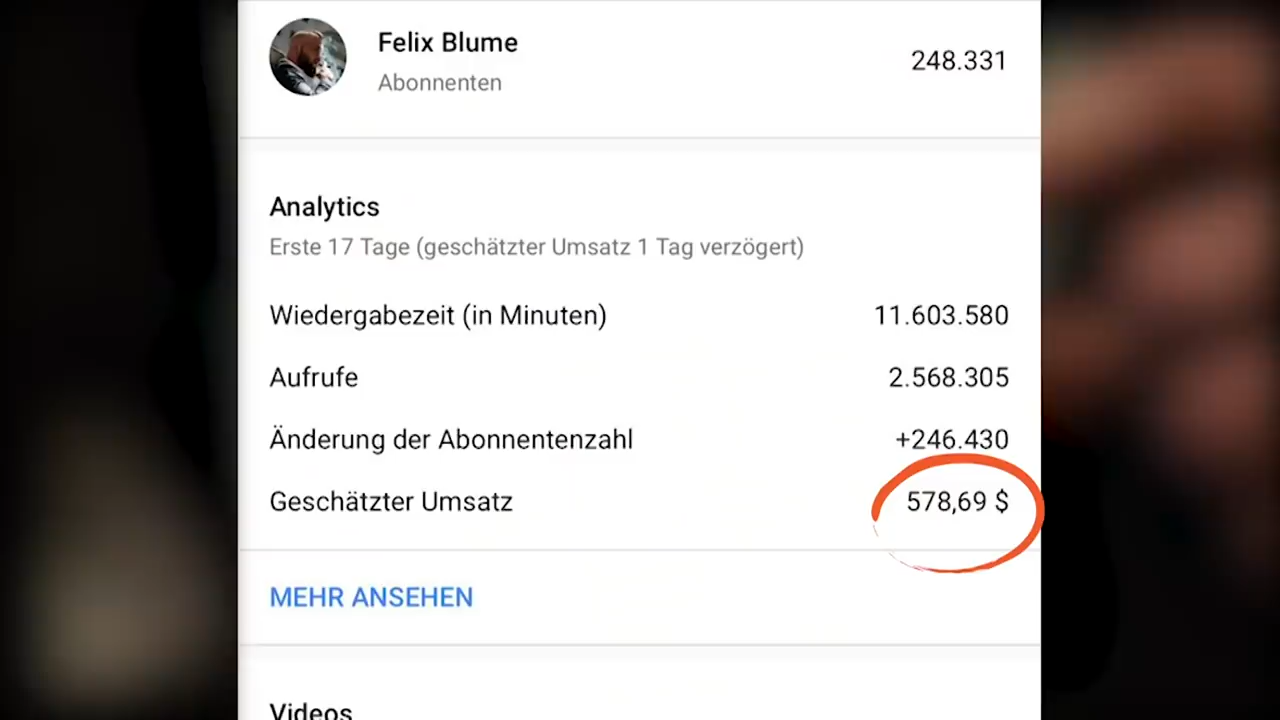 Felix Blume
248.331
Abonnenten
Analytics
Erste 17 Tage (geschätzter Umsatz 1 Tag verzögert)
Wiedergabezeit (in Minuten) 11.603.580
Aufrufe 2.568.305
Änderung der Abonnentenzahl +246.430
Geschätzter Umsatz 578,69 $
MEHR ANSEHEN
Videos